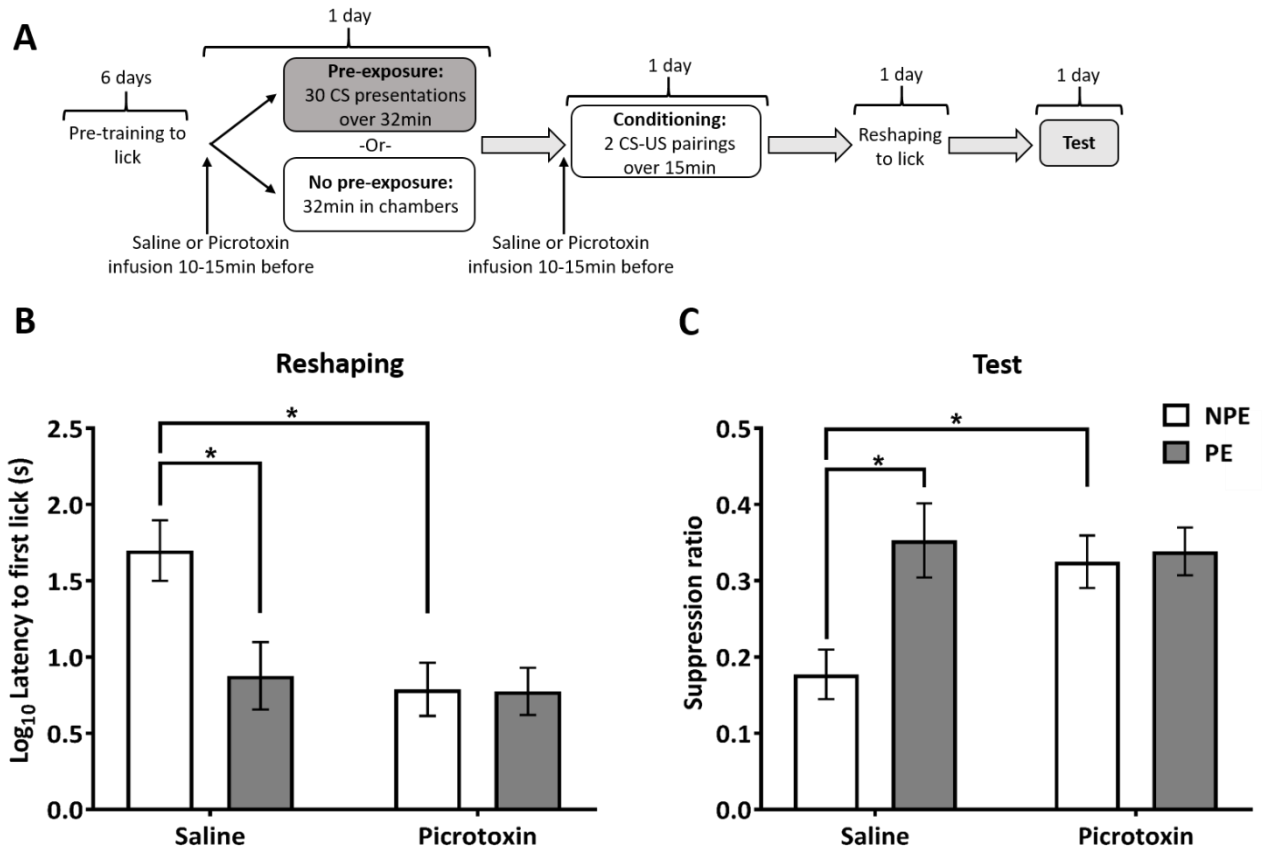 A
6 days
Pre-training to
lick
1 day
Pre-exposure:
30 CS presentations
over 32min
-Or-
No pre-exposure:
32min in chambers
Saline or Picrotoxin
infusion 10-15min before
1 day
Conditioning:
2 CS-US pairings
over 15min
Saline or Picrotoxin
infusion 10-15min before
1 day
Reshaping
to lick
1 day
Test
B
Reshaping
Log10 Latency to first lick (s)
2.5
2.0
1.5
1.0
0.5
0.0
*
*
Saline
Picrotoxin
C
Test
Suppression ratio
0.5
0.4
0.3
0.2
0.1
0.0
*
*
Saline
Picrotoxin
NPE
PE